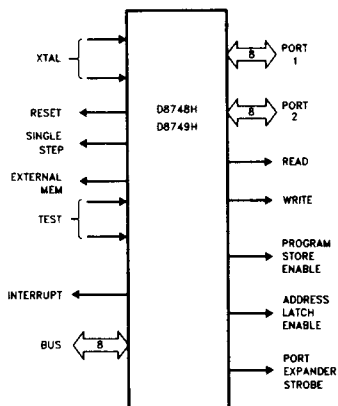 XTAL
RESET
SINGLE
STEP
EXTERNAL
MEM
TEST
INTERRUPT
BUS
8
D8748H
D8749H
8
PORT
1
8
PORT
2
READ
WRITE
PROGRAM
STORE
ENABLE
ADDRESS
LATCH
ENABLE
PORT
EXPANDER
STROBE